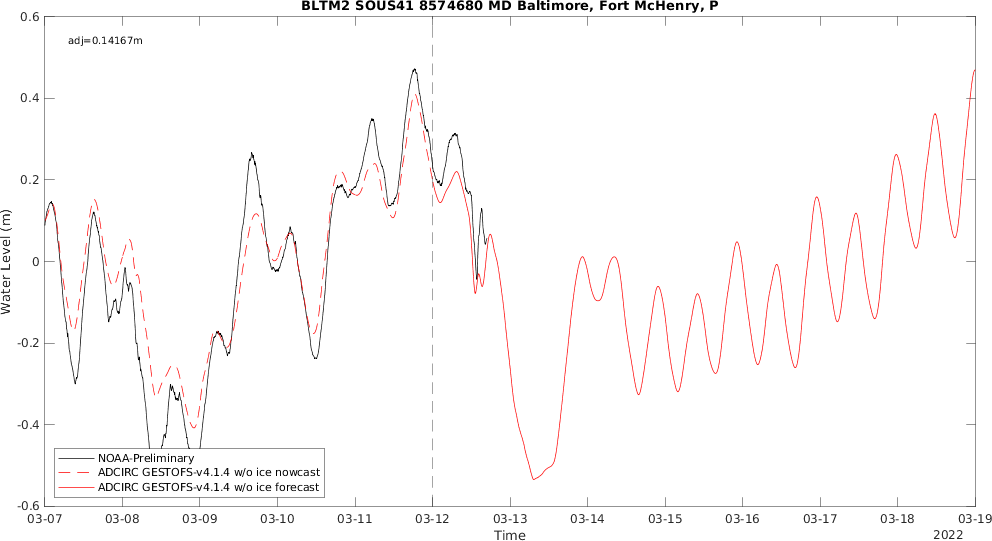 BLTM2 SOUS41 8574680 MD Baltimore, Fort McHenry, P
adj=0.14167m
0.6
0.4
0.2
0
-0.2
-0.4
-0.6
Water Level (m)
NOAA-Preliminary
ADCIRC GESTOFS-v4.1.4 w/o ice nowcast
ADCIRC GESTOFS-v4.1.4 w/o ice forecast
03-07 03-08 03-09 03-10 03-11 03-12 03-13 03-14 03-15 03-16 03-17 03-18 03-19
Time
2022